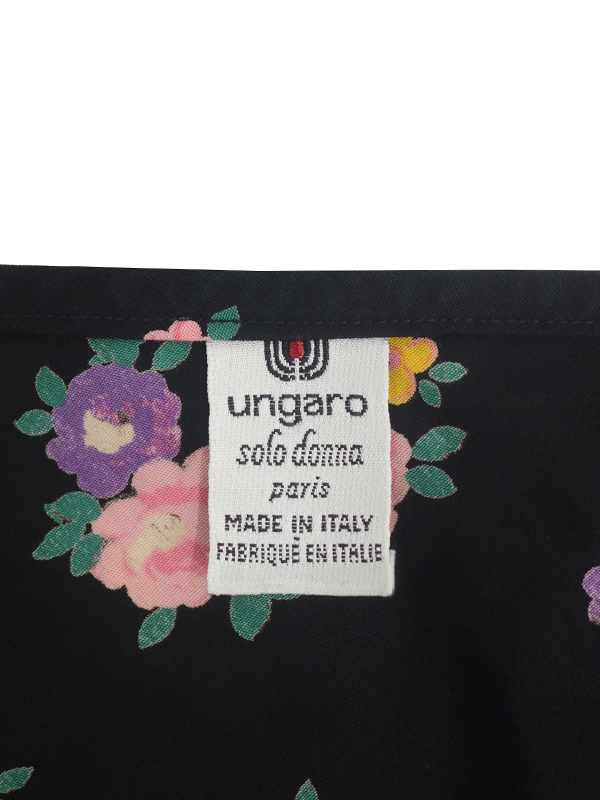 ungaro
solo donna
paris
MADE IN ITALY
FABRIQUÉ EN ITALIE